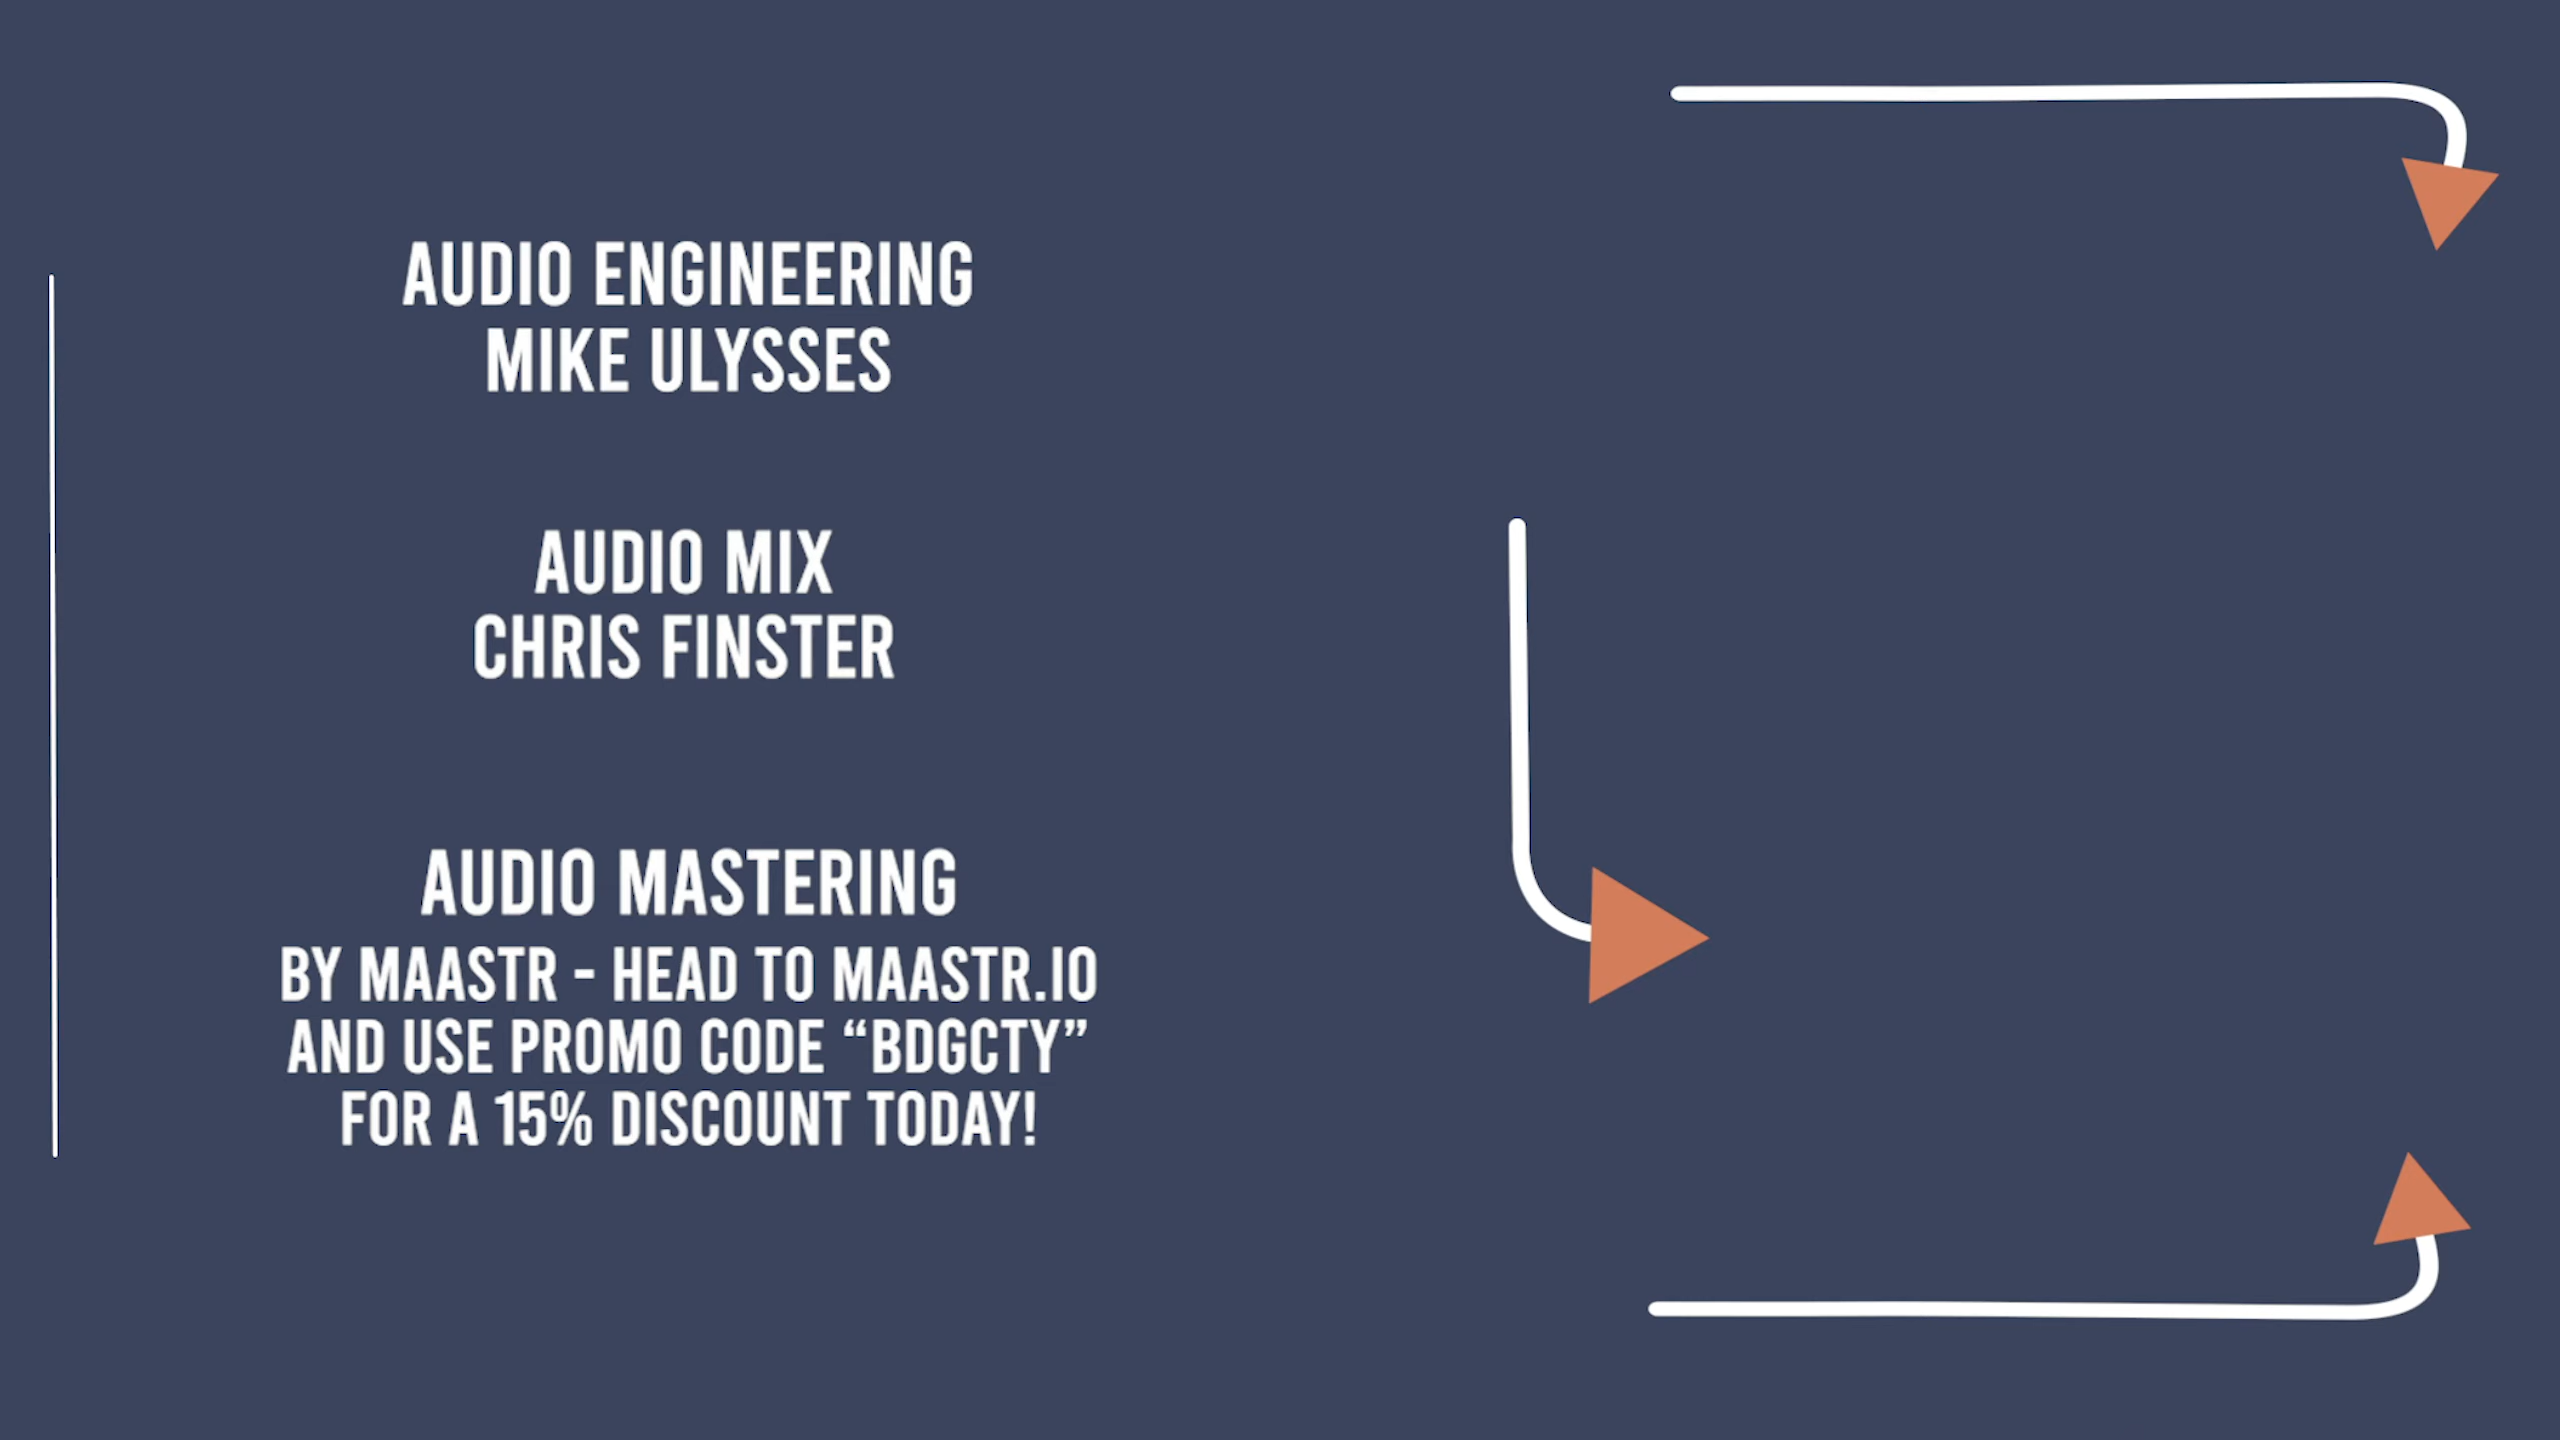 AUDIO ENGINEERING
MIKE ULYSSES
AUDIO MIX
CHRIS FINSTER
AUDIO MASTERING
BY MAASTR - HEAD TO MAASTR.IO
AND USE PROMO CODE “BDGCTY”
FOR A 15% DISCOUNT TODAY!